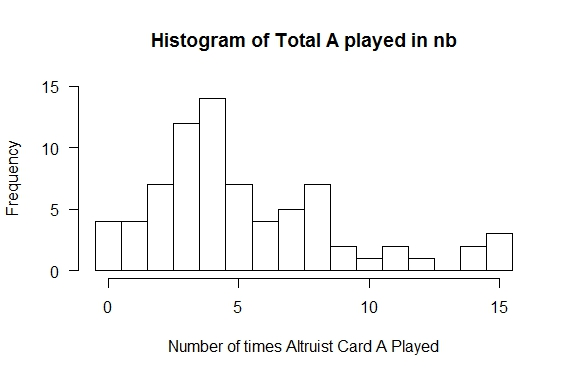 Histogram of Total A played in nb
15
10
5
0
Frequency
0 5 10 15
Number of times Altruist Card A Played